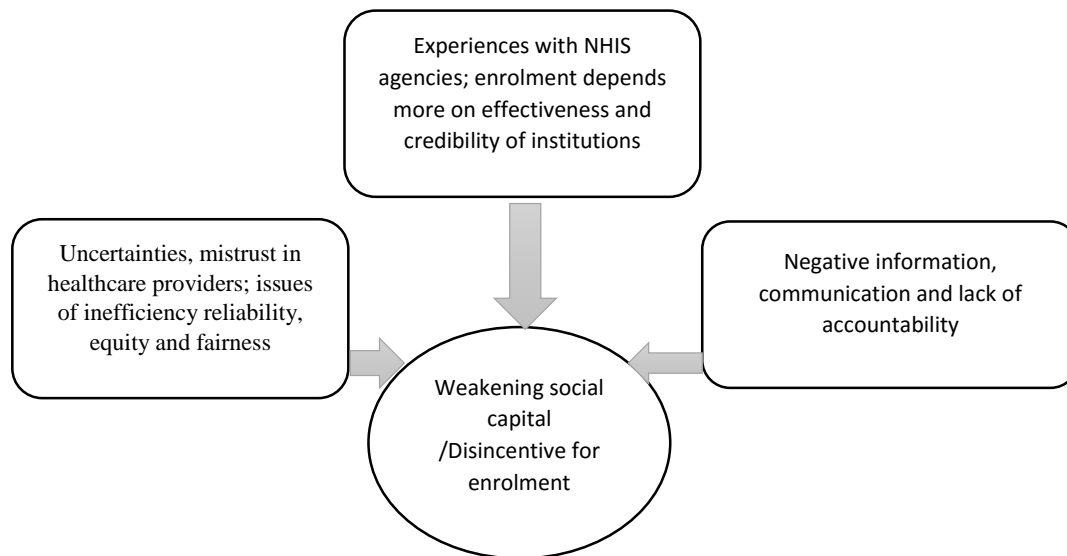 Experiences with NHIS
agencies; enrolment depends
more on effectiveness and
credibility of institutions
Uncertainties, mistrust in
healthcare providers; issues
of inefficiency reliability,
equity and fairness
Negative information,
communication and lack of
accountability
Weakening social
capital
/Disincentive for
enrolment